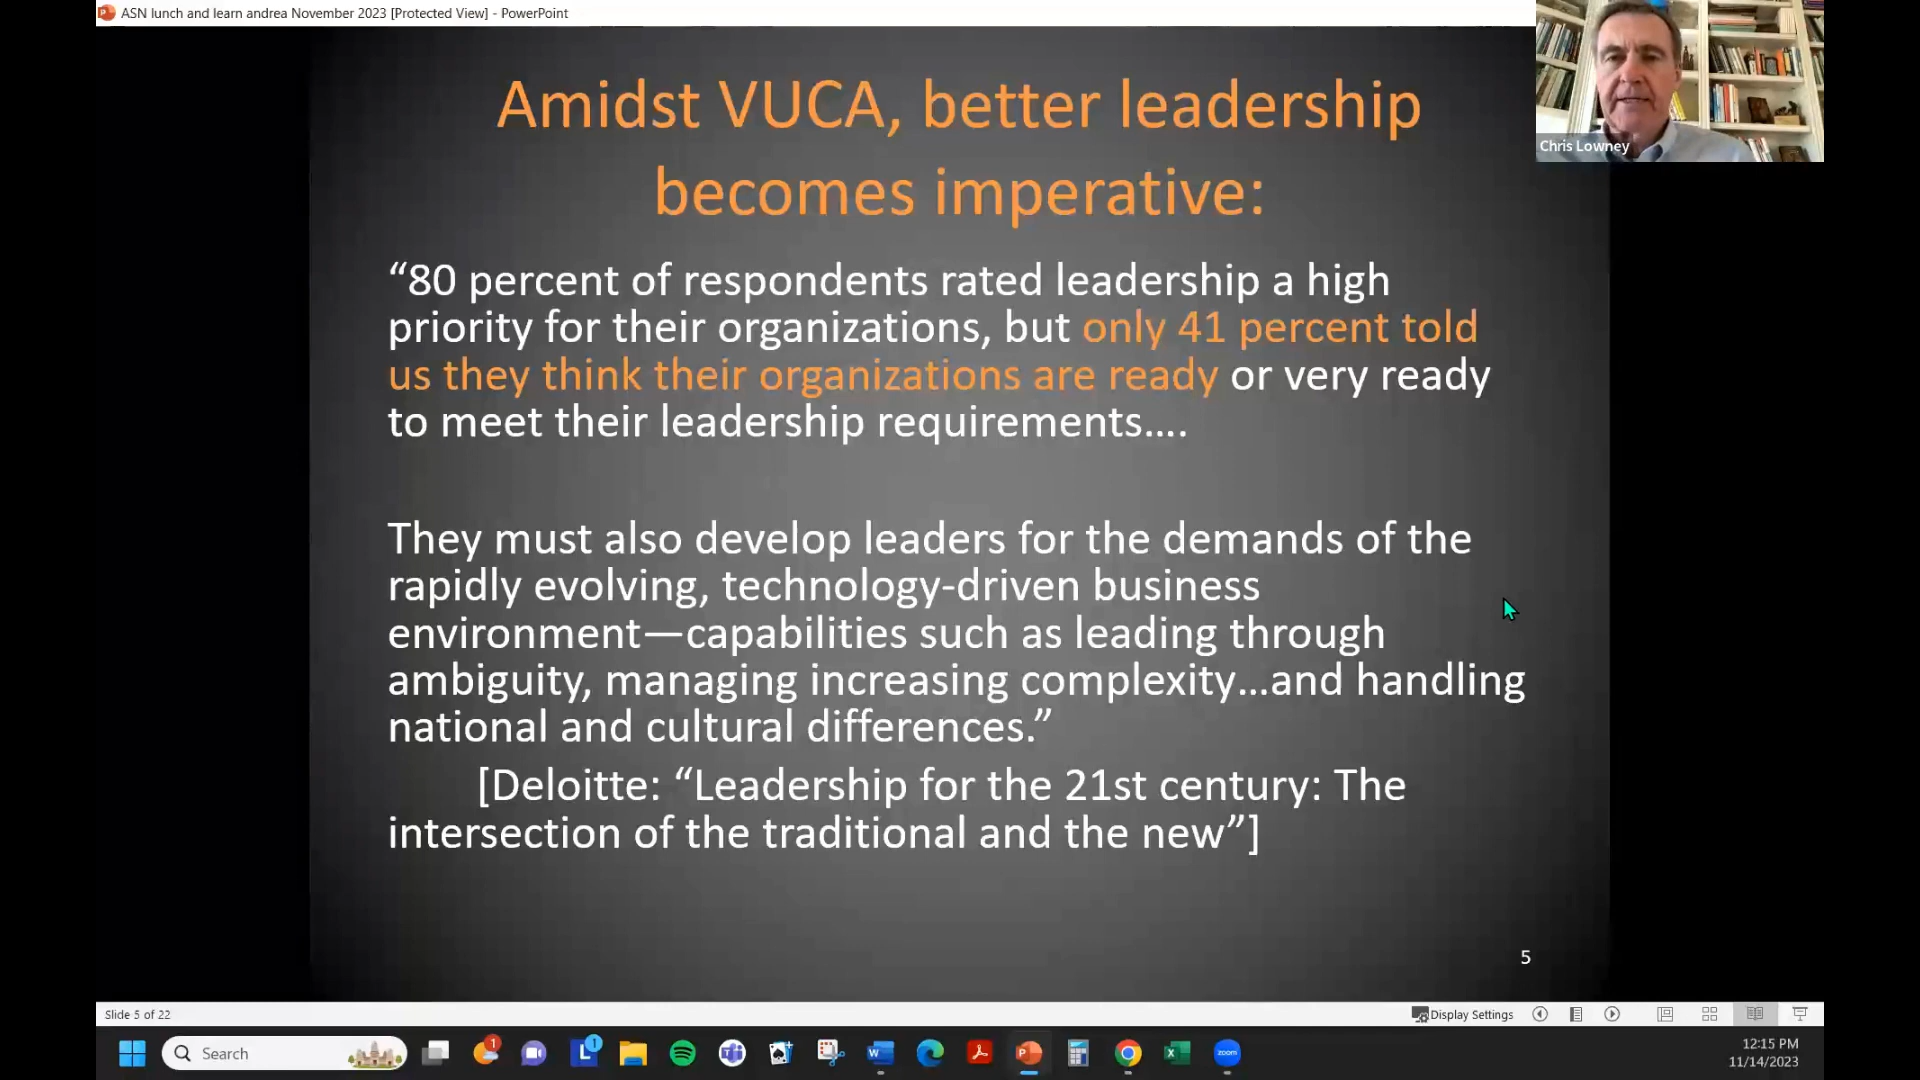 ASN lunch and learn andrea November 2023 [Protected View] - PowerPoint
Chris Lowney
Amidst VUCA, better leadership
becomes imperative:
“80 percent of respondents rated leadership a high
priority for their organizations, but only 41 percent told
us they think their organizations are ready or very ready
to meet their leadership requirements….
They must also develop leaders for the demands of the
rapidly evolving, technology-driven business
environment—capabilities such as leading through
ambiguity, managing increasing complexity…and handling
national and cultural differences.”
[Deloitte: “Leadership for the 21st century: The
intersection of the traditional and the new”]
5
Slide 5 of 22
Display Settings
Search
1
L
1
W
P
X
zoom
12:15 PM
11/14/2023